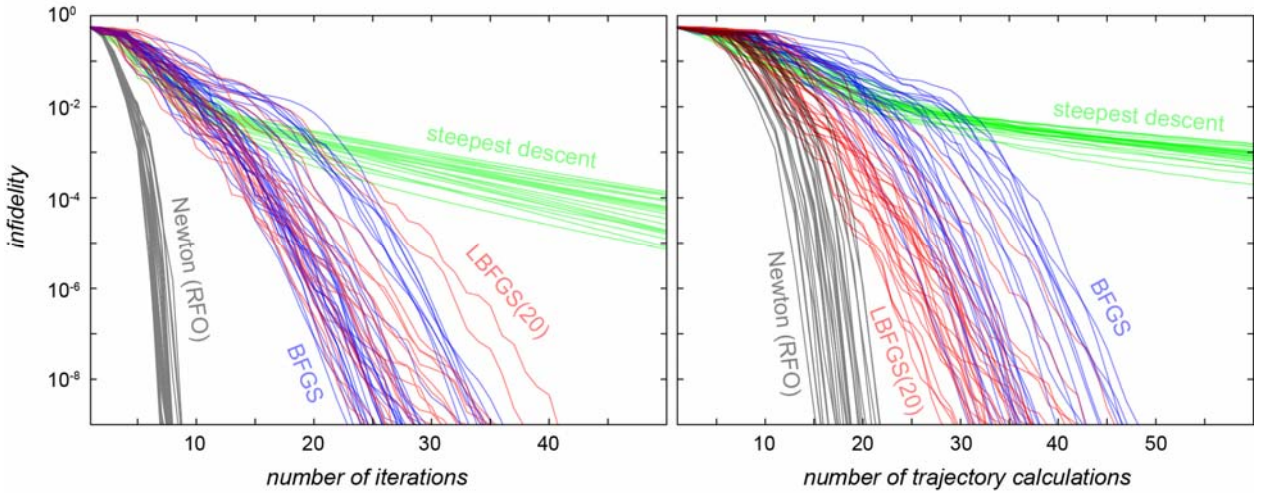 10⁰
10⁻²
10⁻⁴
10⁻⁶
10⁻⁸
infidelity
steepest descent
Newton (RFO)
LBFGS(20)
BFGS
10 20 30 40
number of iterations
steepest descent
Newton (RFO)
LBFGS(20)
BFGS
10 20 30 40 50
number of trajectory calculations